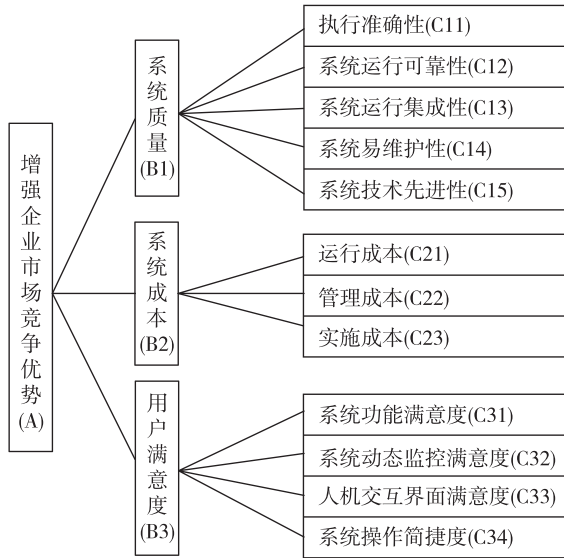 增强企业市场竞争优势(A)
系统质量(B1)
执行准确性(C11)
系统运行可靠性(C12)
系统运行集成性(C13)
系统易维护性(C14)
系统技术先进性(C15)
系统成本(B2)
运行成本(C21)
管理成本(C22)
实施成本(C23)
用户满意度(B3)
系统功能满意度(C31)
系统动态监控满意度(C32)
人机交互界面满意度(C33)
系统操作简捷度(C34)